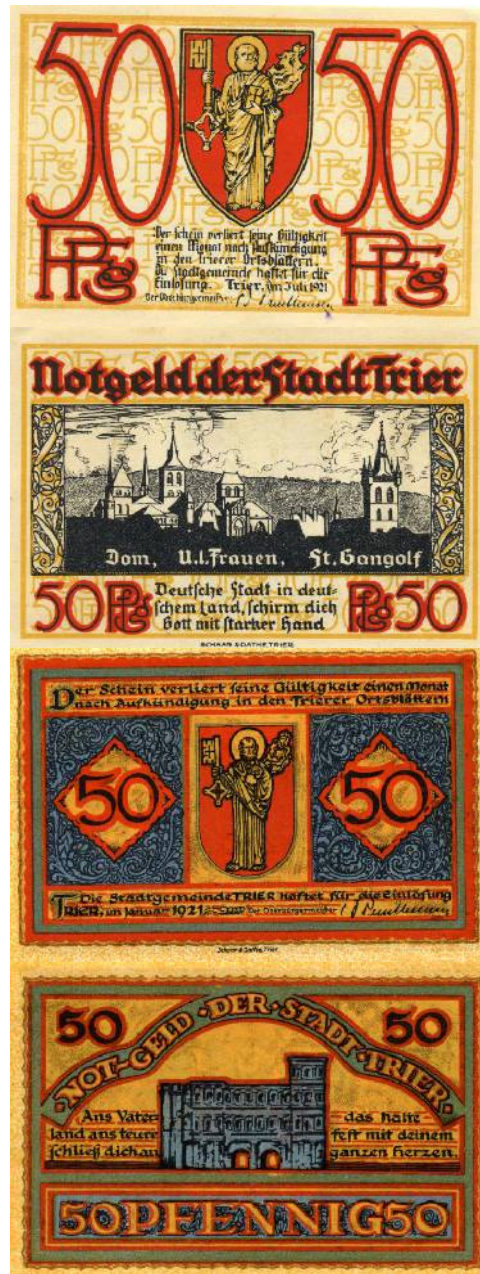 50 50
Pfg Pfg
Der Schein verliert seine Gültigkeit
einen Monat nach Aufkündigung
in den Trierer Ortsblättern.
Die Stadtgemeinde haftet für die
Einlösung. Trier, im Juli 1921
Der Oberbürgermeister:
Notgeld der Stadt Trier
Dom, U.l.Frauen, St. Gangolf
50 Pfg Deutsche Stadt in deut- Pfg 50
schem Land, schirm dich
Gott mit starker Hand
SCHAAR & DATHE, TRIER
Der Schein verliert seine Gültigkeit einen Monat
nach Aufkündigung in den Trierer Ortsblättern
50 50
Die Stadtgemeinde TRIER haftet für die Einlösung
TRIER, im Januar 1921. Der Oberbürgermeister
Schaar & Dathe, Trier
50 50
NOT-GELD·DER·STADT·TRIER
Ans Vater- das halte
land ans teure fest mit deinem
schließ dich an ganzen Herzen.
50 PFENNIG 50